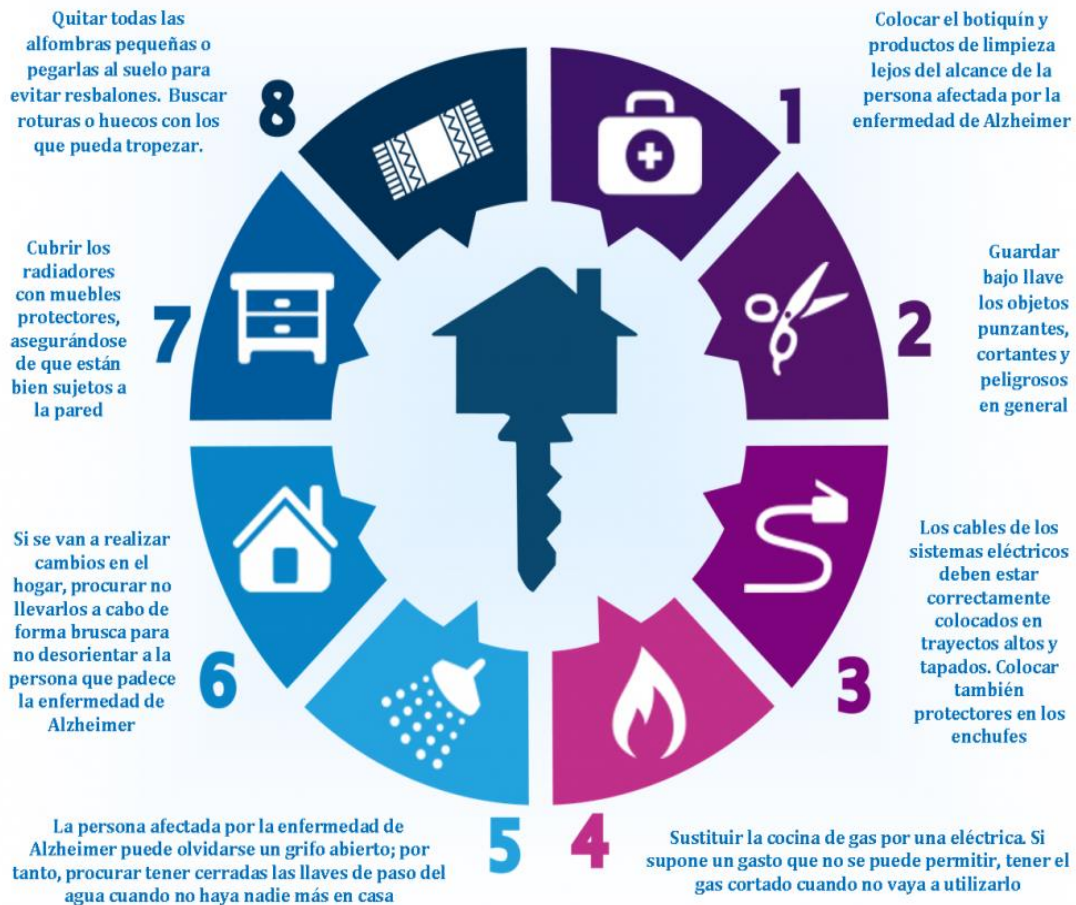 1
Colocar el botiquín y
productos de limpieza
lejos del alcance de la
persona afectada por la
enfermedad de Alzheimer
2
Guardar
bajo llave
los objetos
punzantes,
cortantes y
peligrosos
en general
3
Los cables de los
sistemas eléctricos
deben estar
correctamente
colocados en
trayectos altos y
tapados. Colocar
también
protectores en los
enchufes
4
Sustituir la cocina de gas por una eléctrica. Si
supone un gasto que no se puede permitir, tener el
gas cortado cuando no vaya a utilizarlo
5
La persona afectada por la enfermedad de
Alzheimer puede olvidarse un grifo abierto; por
tanto, procurar tener cerradas las llaves de paso del
agua cuando no haya nadie más en casa
6
Si se van a realizar
cambios en el
hogar, procurar no
llevarlos a cabo de
forma brusca para
no desorientar a la
persona que padece
la enfermedad de
Alzheimer
7
Cubrir los
radiadores
con muebles
protectores,
asegurándose
de que están
bien sujetos a
la pared
8
Quitar todas las
alfombras pequeñas o
pegarlas al suelo para
evitar resbalones. Buscar
roturas o huecos con los
que pueda tropezar.